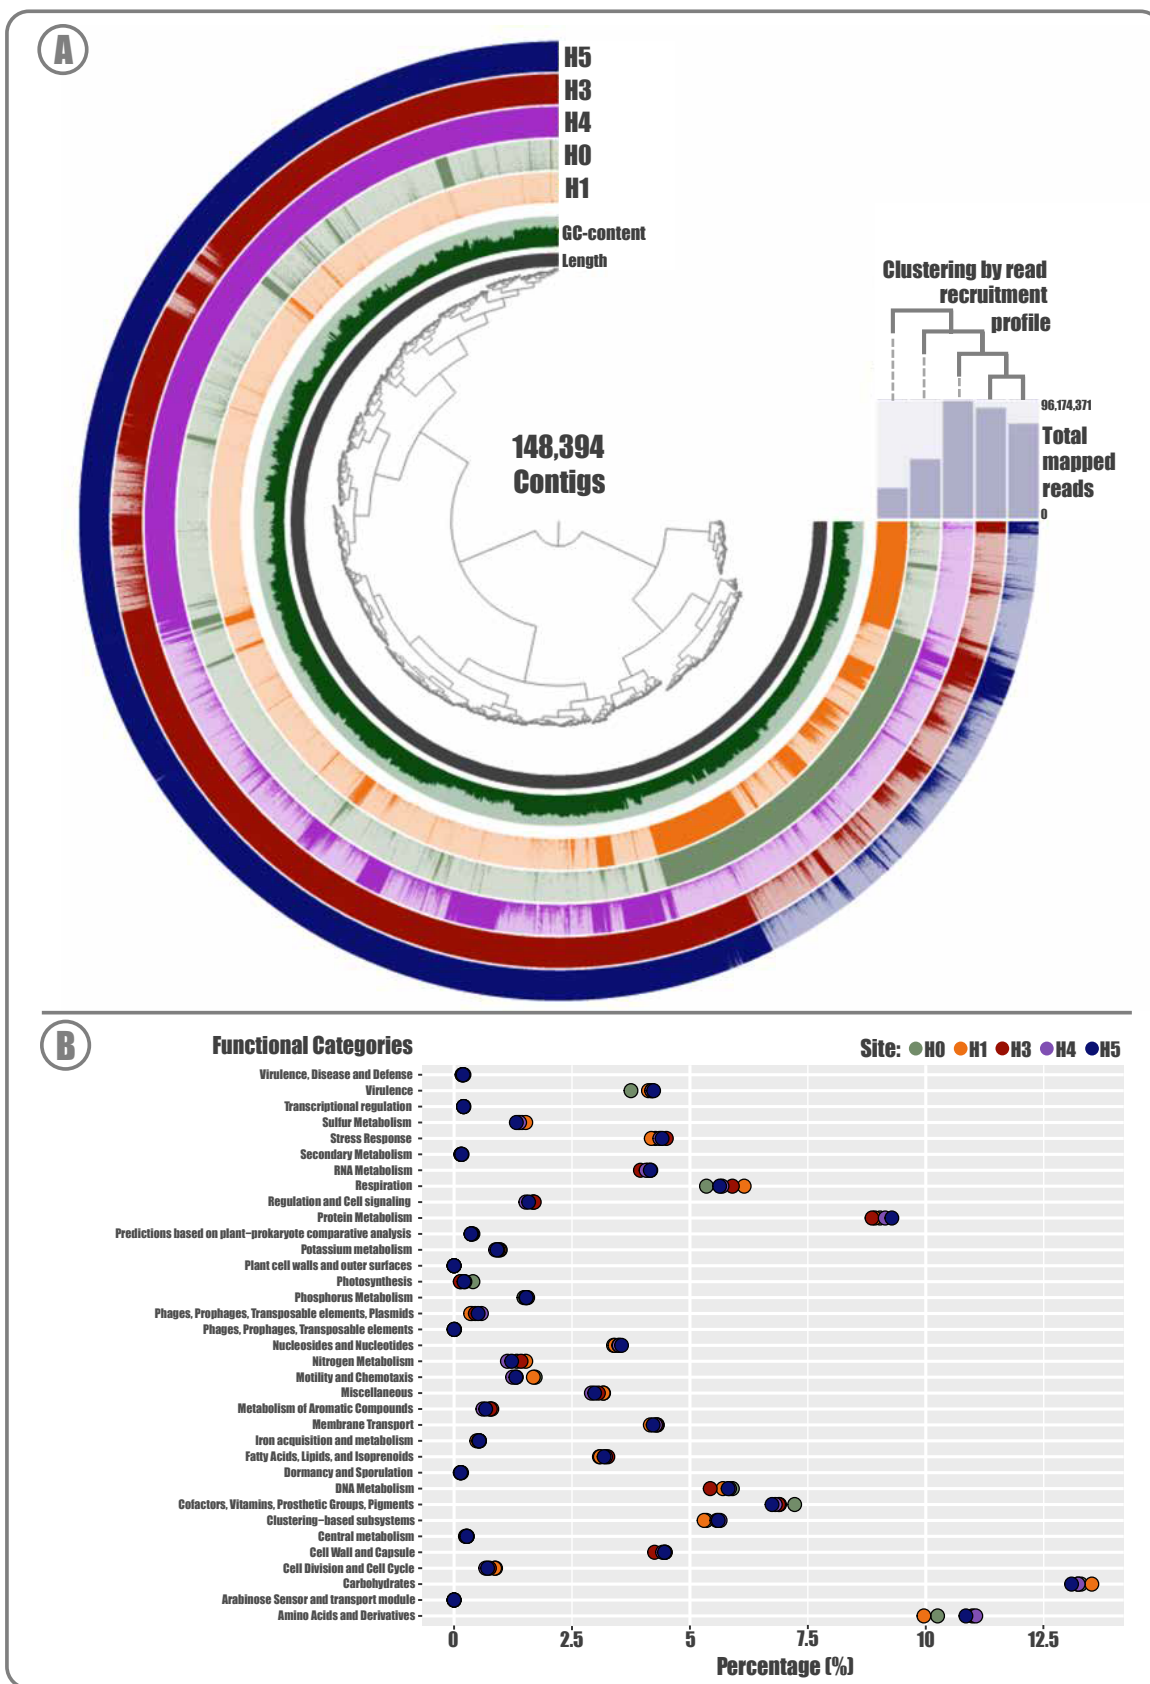 A
H5
H3
H4
H0
H1
GC-content
Length
148,394
Contigs
Clustering by read
recruitment
profile
96,174,371
Total
mapped
reads
0
B
Functional Categories
Site: H0 H1 H3 H4 H5
Virulence, Disease and Defense
Virulence
Transcriptional regulation
Sulfur Metabolism
Stress Response
Secondary Metabolism
RNA Metabolism
Respiration
Regulation and Cell signaling
Protein Metabolism
Predictions based on plant–prokaryote comparative analysis
Potassium metabolism
Plant cell walls and outer surfaces
Photosynthesis
Phosphorus Metabolism
Phages, Prophages, Transposable elements, Plasmids
Phages, Prophages, Transposable elements
Nucleosides and Nucleotides
Nitrogen Metabolism
Motility and Chemotaxis
Miscellaneous
Metabolism of Aromatic Compounds
Membrane Transport
Iron acquisition and metabolism
Fatty Acids, Lipids, and Isoprenoids
Dormancy and Sporulation
DNA Metabolism
Cofactors, Vitamins, Prosthetic Groups, Pigments
Clustering–based subsystems
Central metabolism
Cell Wall and Capsule
Cell Division and Cell Cycle
Carbohydrates
Arabinose Sensor and transport module
Amino Acids and Derivatives
0 2.5 5 7.5 10 12.5
Percentage (%)